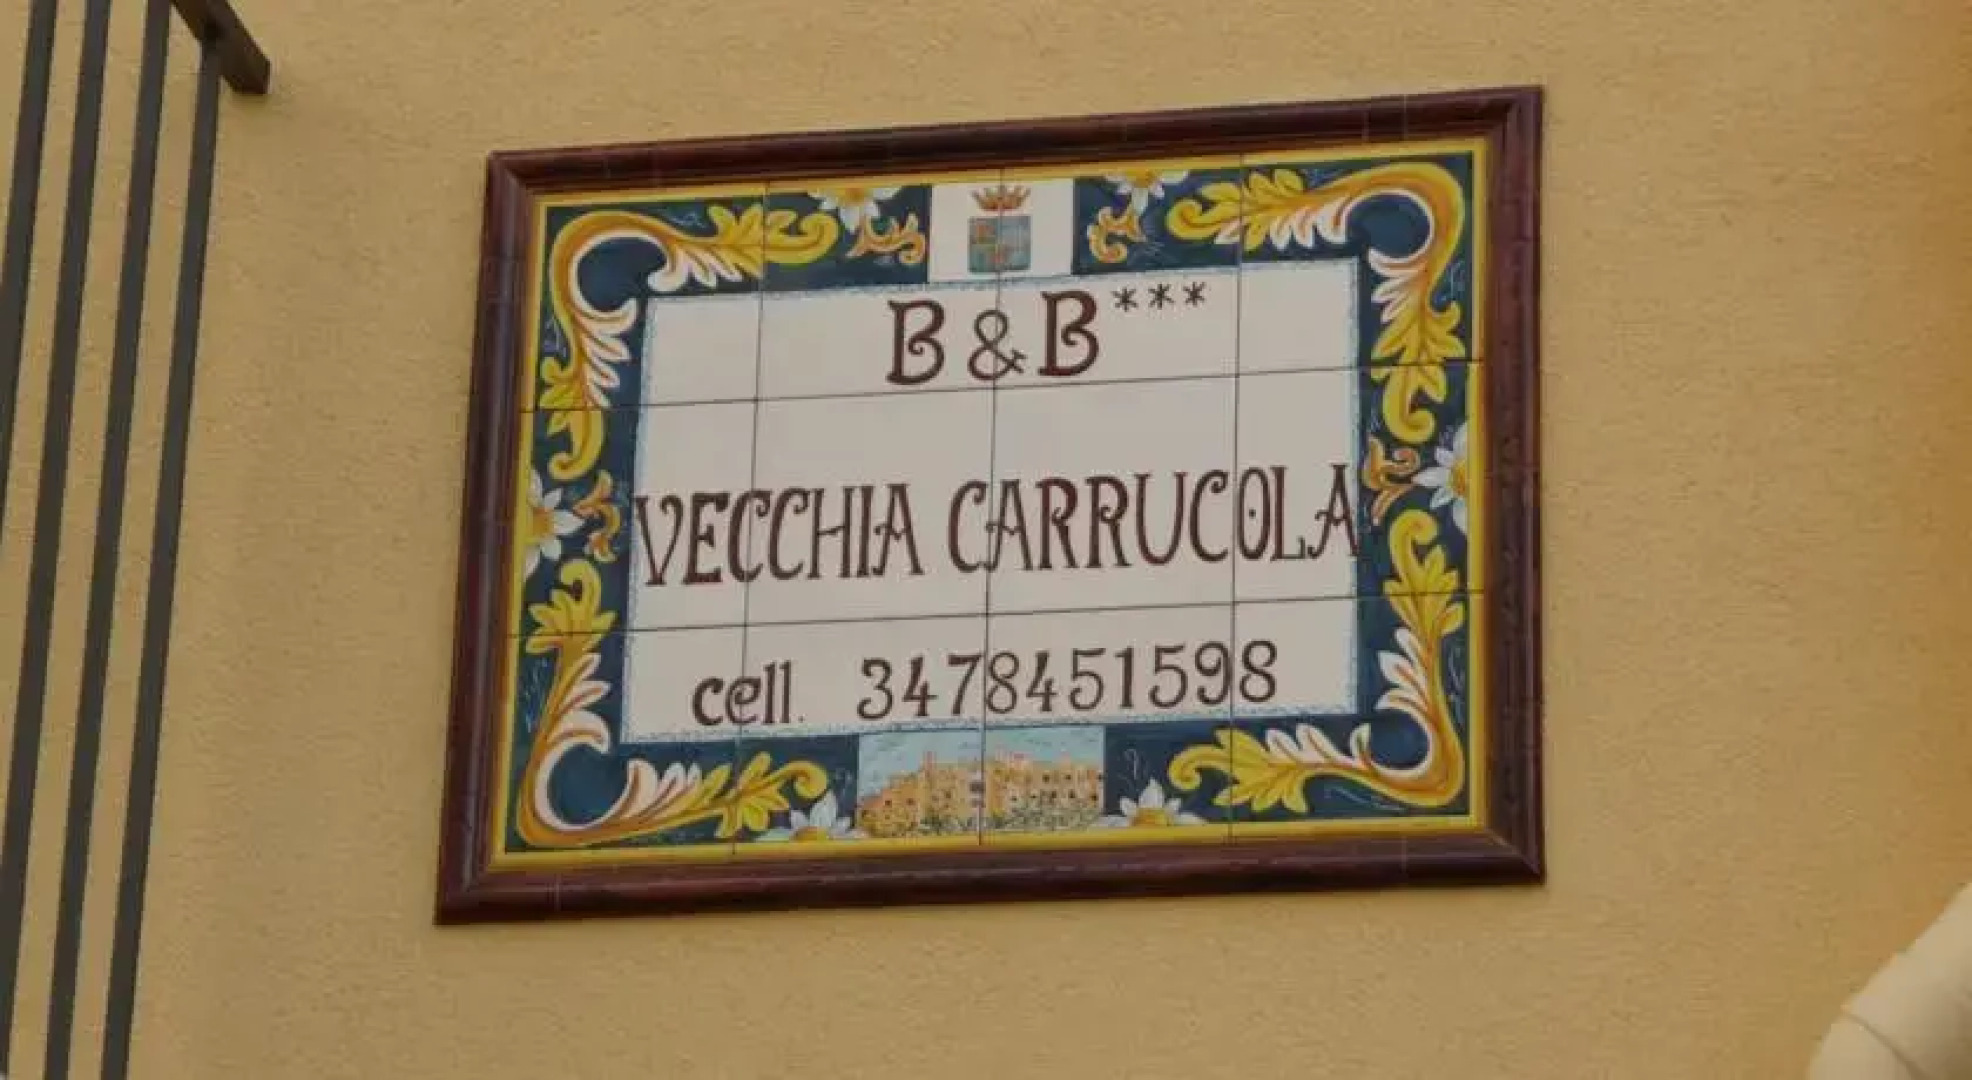 B & B***
VECCHIA CARRUCOLA
cell. 3478451598